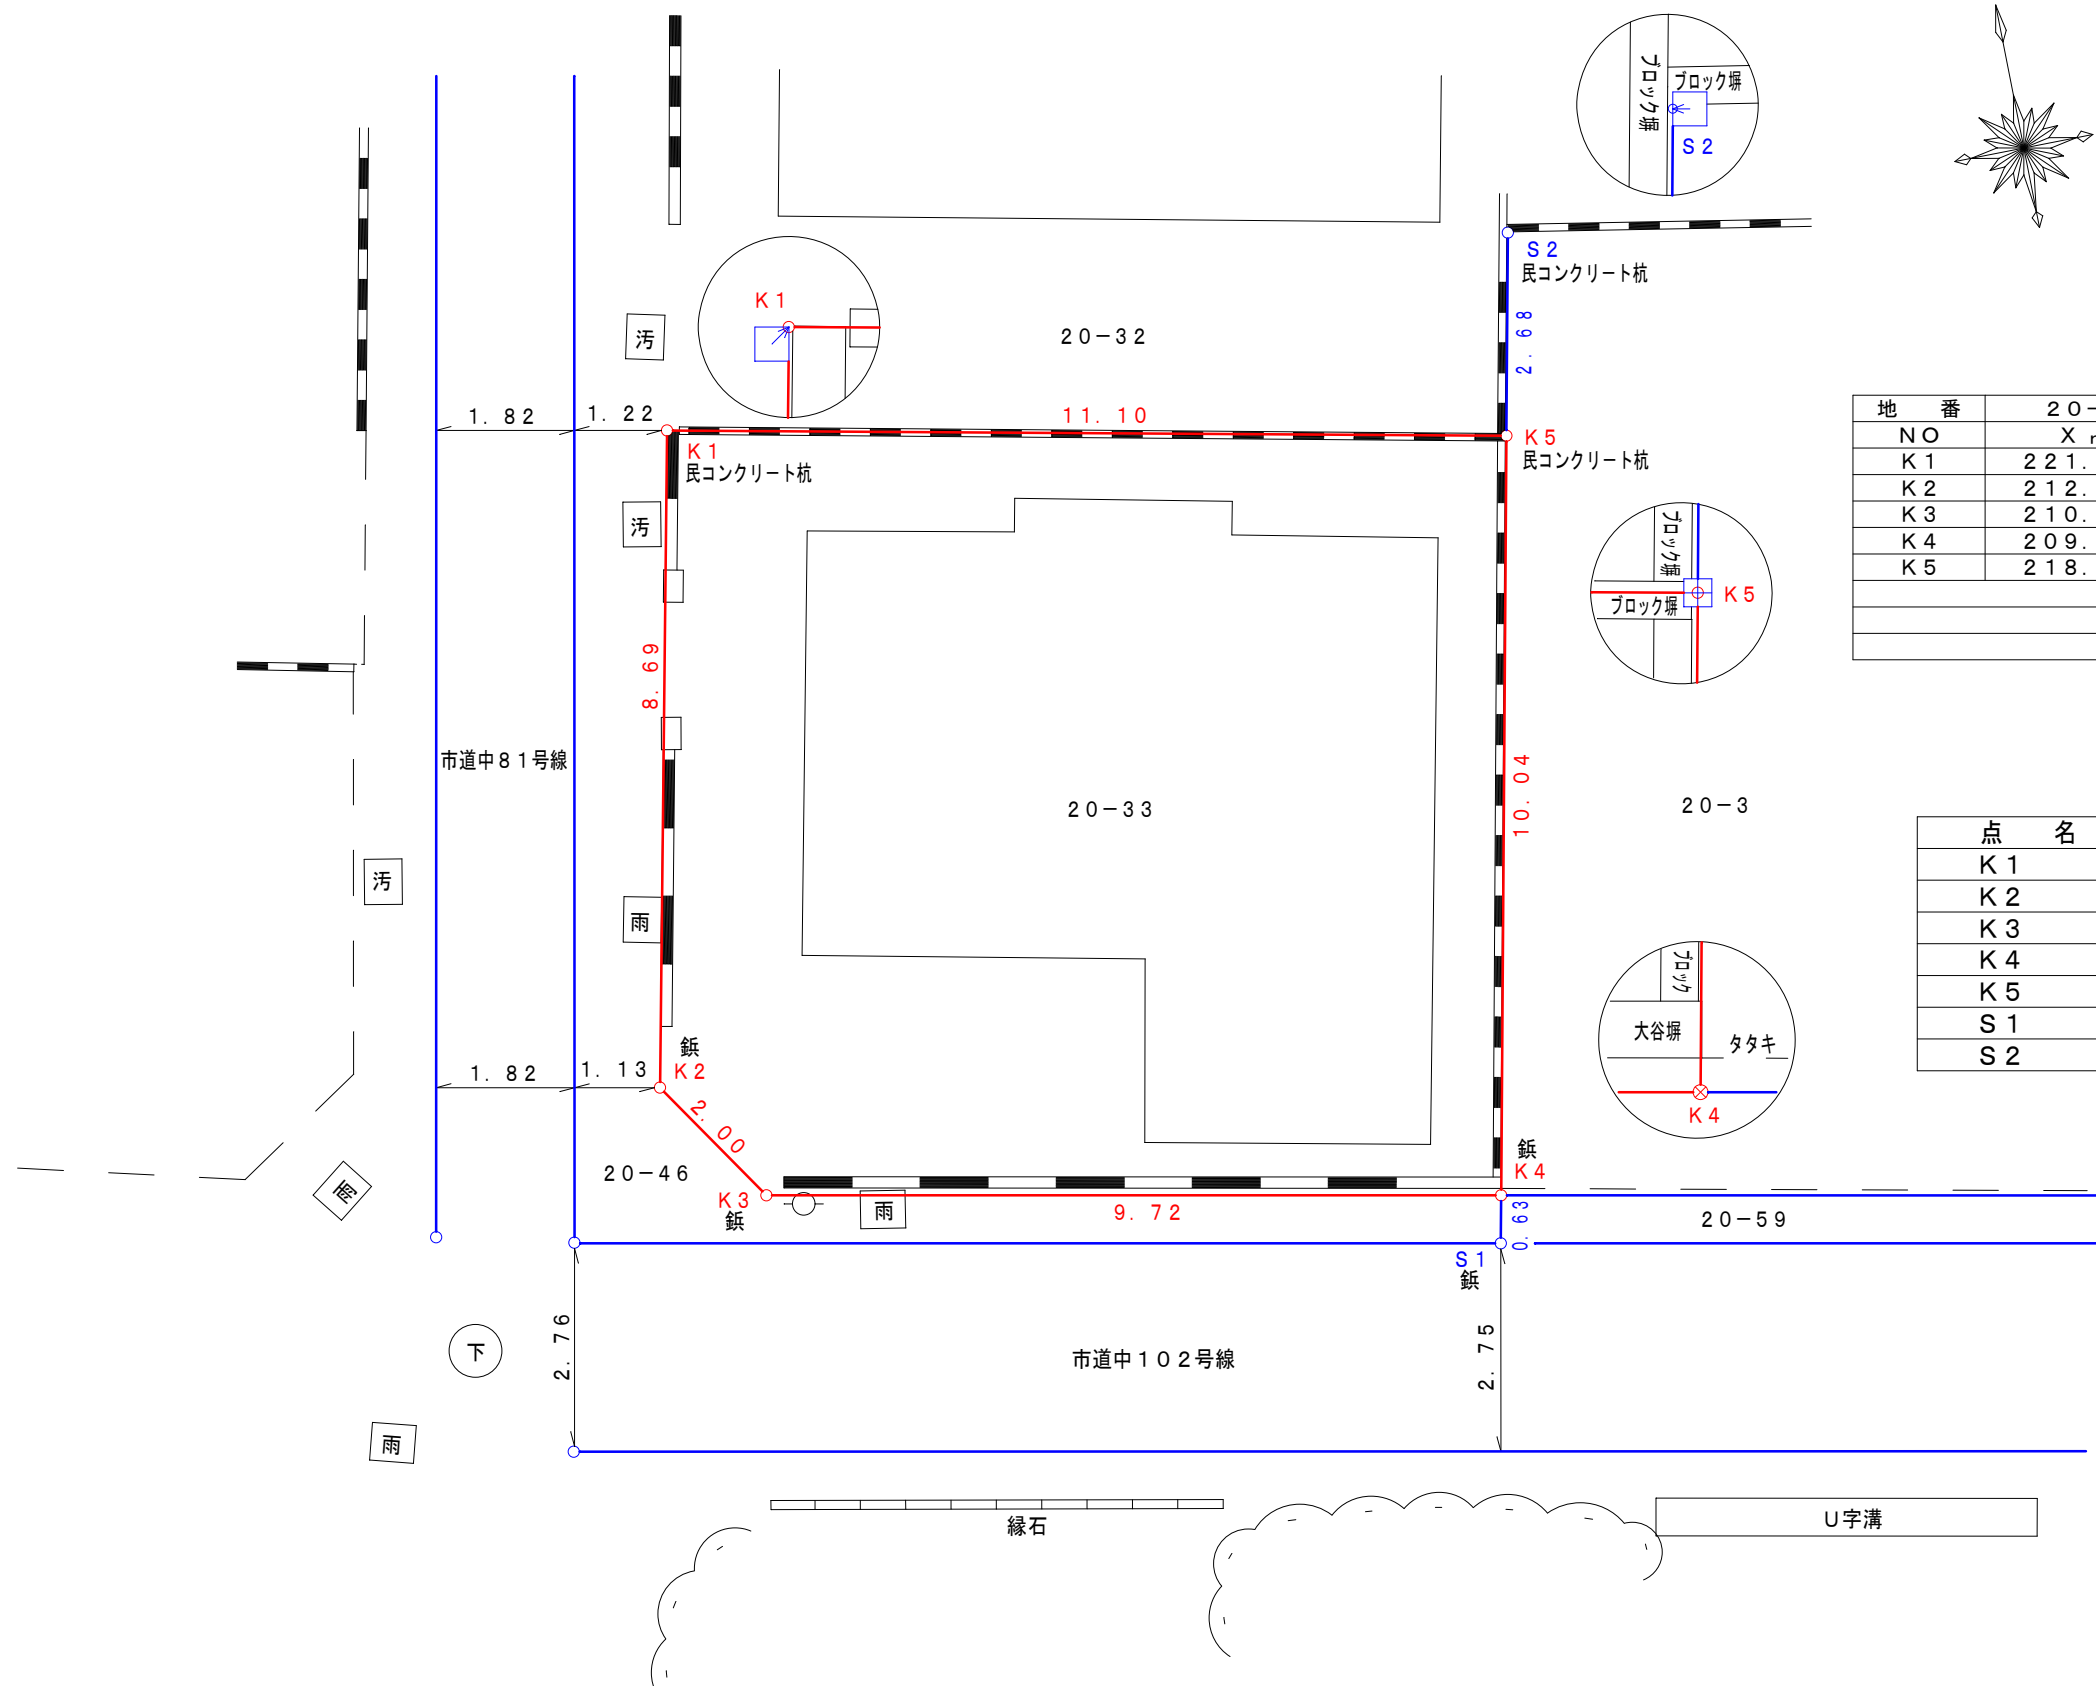 ブロック塀
ブロック塀
S2
S2
民コンクリート杭
K1
汚
20-32
2.68
1.82
1.22
11.10
K1
民コンクリート杭
K5
民コンクリート杭
地 番 20-
NO X
K1 221.
K2 212.
K3 210.
K4 209.
K5 218.
汚
ブロック塀
ブロック塀
K5
8.69
市道中81号線
20-33
10.04
20-3
点 名
K1
K2
K3
K4
K5
S1
S2
汚
雨
ブロック
大谷塀
タタキ
K4
鋲
K2
1.82
1.13
2.00
鋲
K4
20-46
雨
K3
鋲
雨
9.72
0.63
20-59
S1
鋲
2.76
2.75
下
市道中102号線
雨
縁石
U字溝